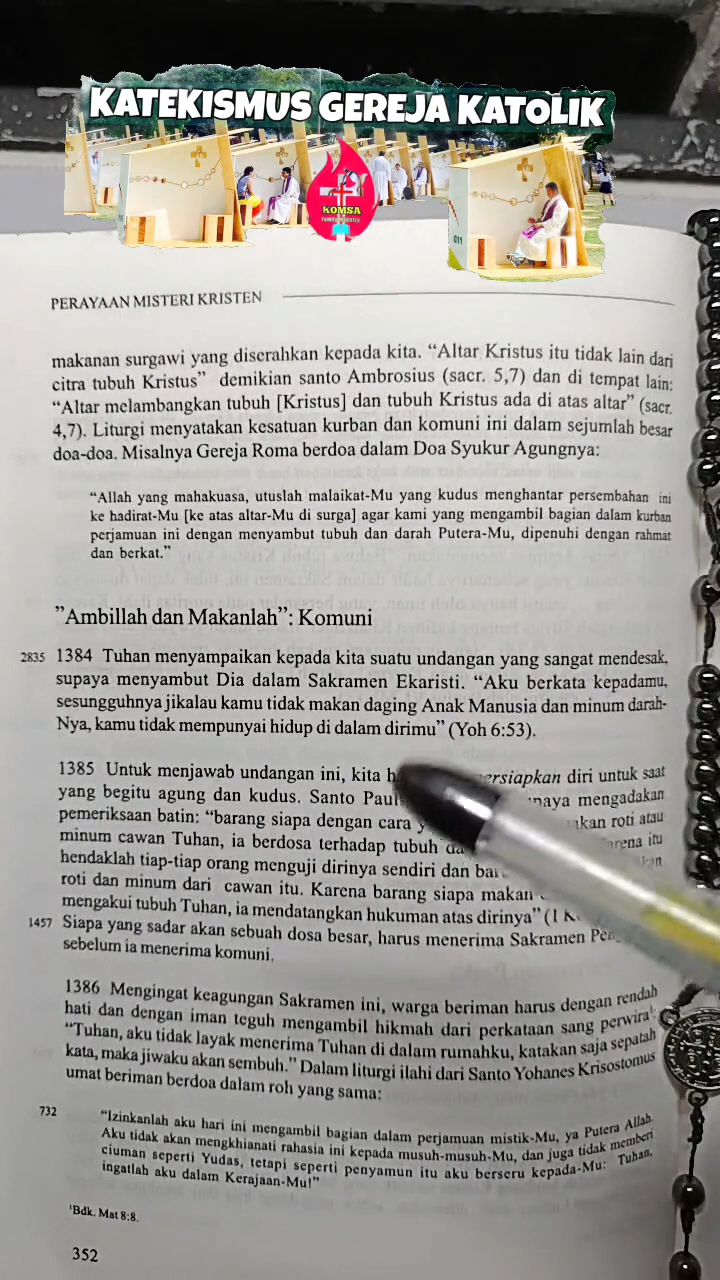 KATEKISMUS GEREJA KATOLIK
KOMSA
011
PERAYAAN MISTERI KRISTEN
makanan surgawi yang diserahkan kepada kita. “Altar Kristus itu tidak lain dari
citra tubuh Kristus” demikian santo Ambrosius (sacr. 5,7) dan di tempat lain:
“Altar melambangkan tubuh [Kristus] dan tubuh Kristus ada di atas altar” (sacr.
4,7). Liturgi menyatakan kesatuan kurban dan komuni ini dalam sejumlah besar
doa-doa. Misalnya Gereja Roma berdoa dalam Doa Syukur Agungnya:
“Allah yang mahakuasa, utuslah malaikat-Mu yang kudus menghantar persembahan ini
ke hadirat-Mu [ke atas altar-Mu di surga] agar kami yang mengambil bagian dalam kurban
perjamuan ini dengan menyambut tubuh dan darah Putera-Mu, dipenuhi dengan rahmat
dan berkat.”
”Ambillah dan Makanlah”: Komuni
2835 1384 Tuhan menyampaikan kepada kita suatu undangan yang sangat mendesak,
supaya menyambut Dia dalam Sakramen Ekaristi. “Aku berkata kepadamu,
sesungguhnya jikalau kamu tidak makan daging Anak Manusia dan minum darah-
Nya, kamu tidak mempunyai hidup di dalam dirimu” (Yoh 6:53).
1385 Untuk menjawab undangan ini, kita diri untuk saat
yang begitu agung dan kudus. Santo mengadakan
pemeriksaan batin: “barang siapa dengan cara roti atau
minum cawan Tuhan, ia berdosa terhadap tubuh itu
hendaklah tiap-tiap orang menguji dirinya sendiri dan
roti dan minum dari cawan itu. Karena barang siapa makan
mengakui tubuh Tuhan, ia mendatangkan hukuman atas dirinya” (1
1457 Siapa yang sadar akan sebuah dosa besar, harus menerima Sakramen
sebelum ia menerima komuni.
1386 Mengingat keagungan Sakramen ini, warga beriman harus dengan rendah
hati dan dengan iman teguh mengambil hikmah dari perkataan sang perwira¹:
“Tuhan, aku tidak layak menerima Tuhan di dalam rumahku, katakan saja sepatah
kata, maka jiwaku akan sembuh.” Dalam liturgi ilahi dari Santo Yohanes Krisostomus
umat beriman berdoa dalam roh yang sama:
732 “Izinkanlah aku hari ini mengambil bagian dalam perjamuan mistik-Mu, ya Putera Allah.
Aku tidak akan mengkhianati rahasia ini kepada musuh-musuh-Mu, dan juga tidak memberi
ciuman seperti Yudas, tetapi seperti penyamun itu aku berseru kepada-Mu: Tuhan,
ingatlah aku dalam Kerajaan-Mu!”
¹Bdk. Mat 8:8.
352